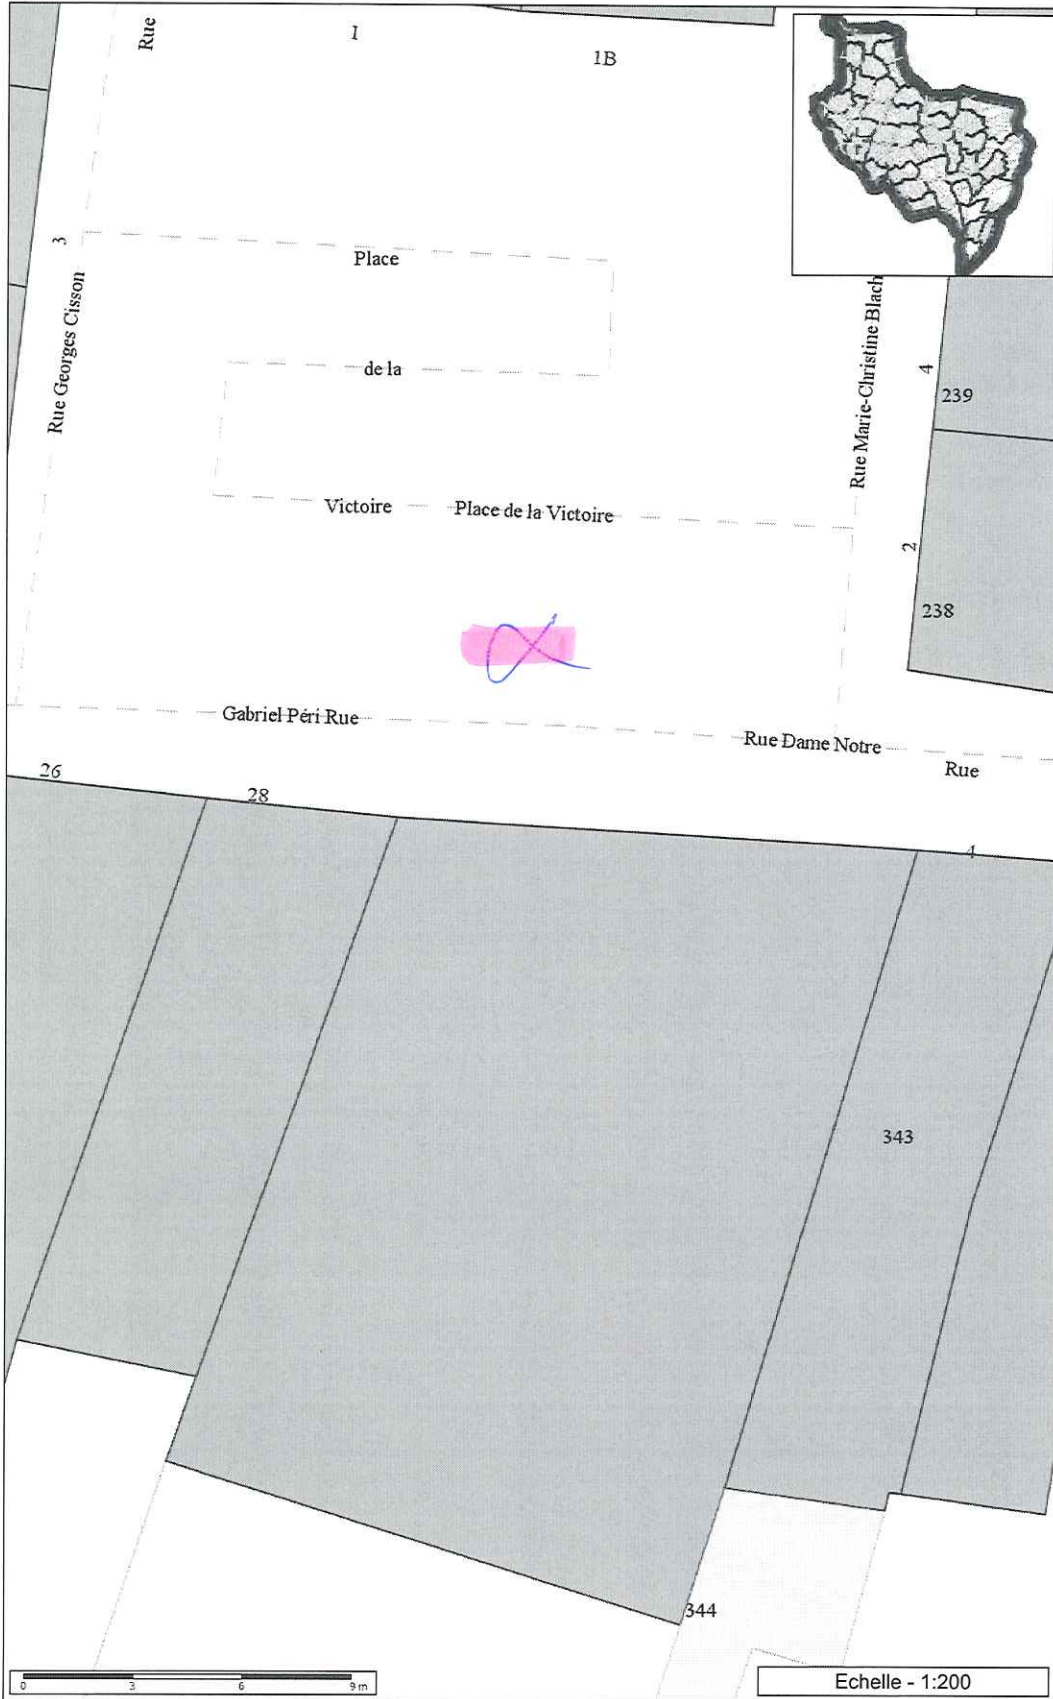 Rue
1
1B
3
Place
Rue Georges Cisson
de la
Rue Marie-Christine Blach
4
239
Victoire
Place de la Victoire
2
238
Gabriel Péri Rue
Rue Dame Notre
Rue
26
28
4
343
344
0 3 6 9 m
Echelle - 1:200